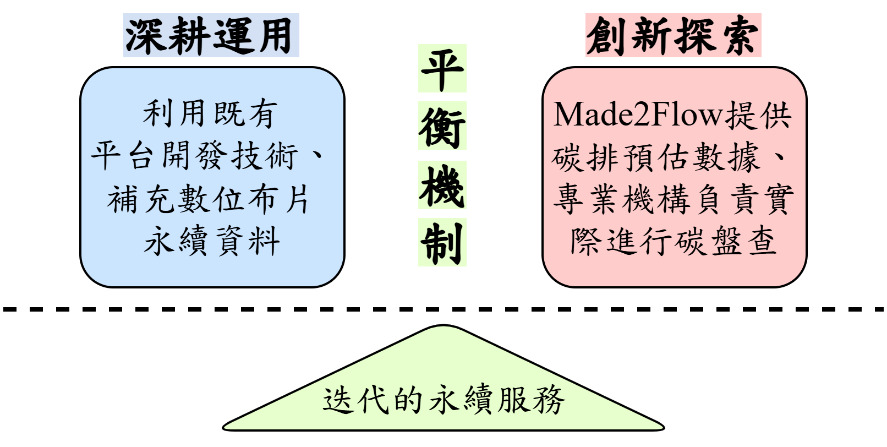 深耕運用
利用既有
平台開發技術、
補充數位布片
永續資料
平
衡
機
制
創新探索
Made2Flow提供
碳排預估數據、
專業機構負責實
際進行碳盤查
迭代的永續服務